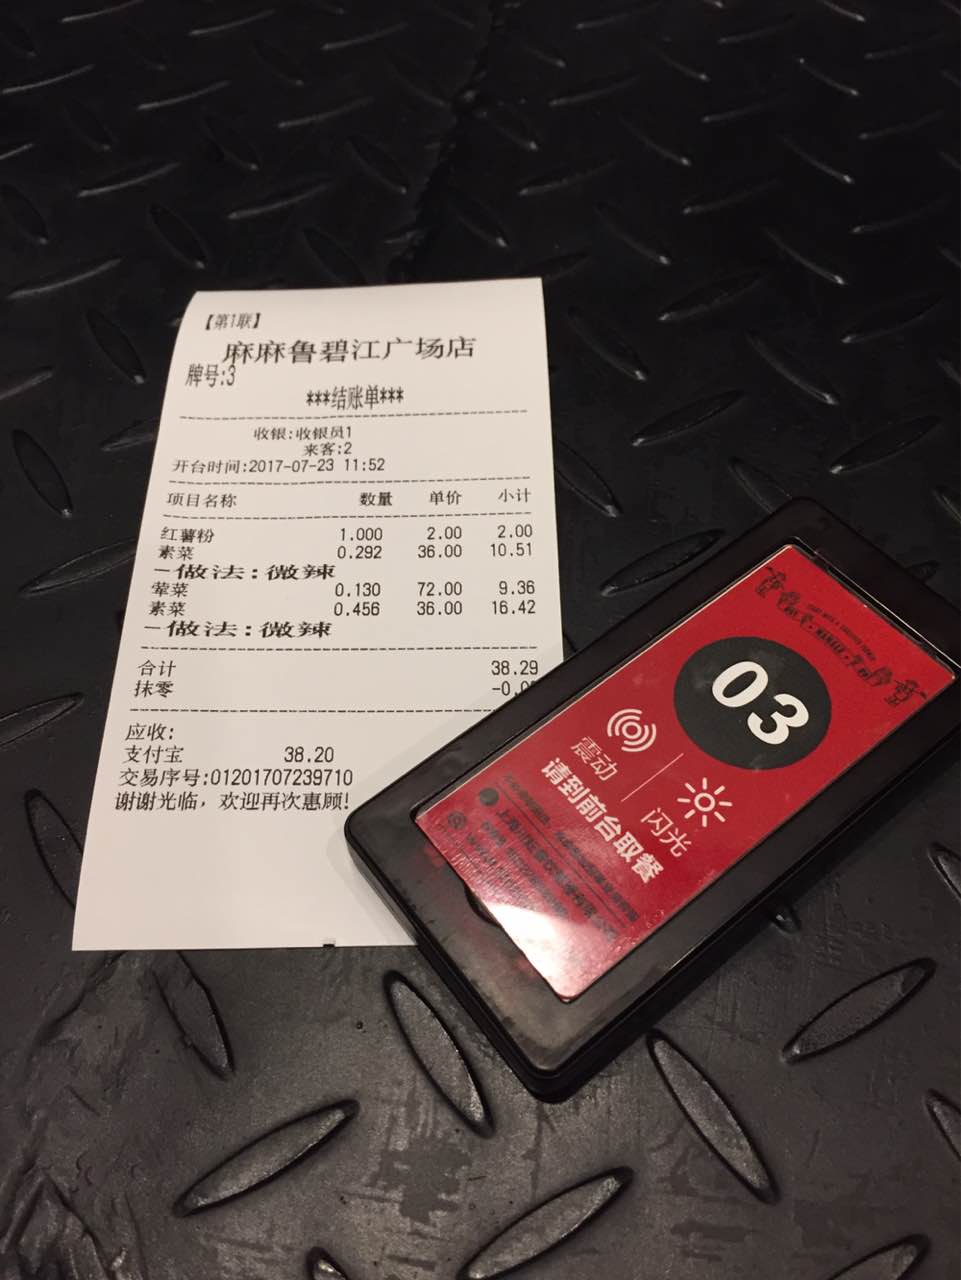 【第1联】
麻麻鲁碧江广场店
牌号:3
***结账单***
收银:收银员1
来客:2
开台时间:2017-07-23 11:52
项目名称 数量 单价 小计
红薯粉 1.000 2.00 2.00
素菜 0.292 36.00 10.51
-做法:微辣
荤菜 0.130 72.00 9.36
素菜 0.456 36.00 16.42
-做法:微辣
合计 38.29
抹零 -0.0
应收:
支付宝 38.20
交易序号:01201707239710
谢谢光临，欢迎再次惠顾!
03
震动
闪光
请到前台取餐